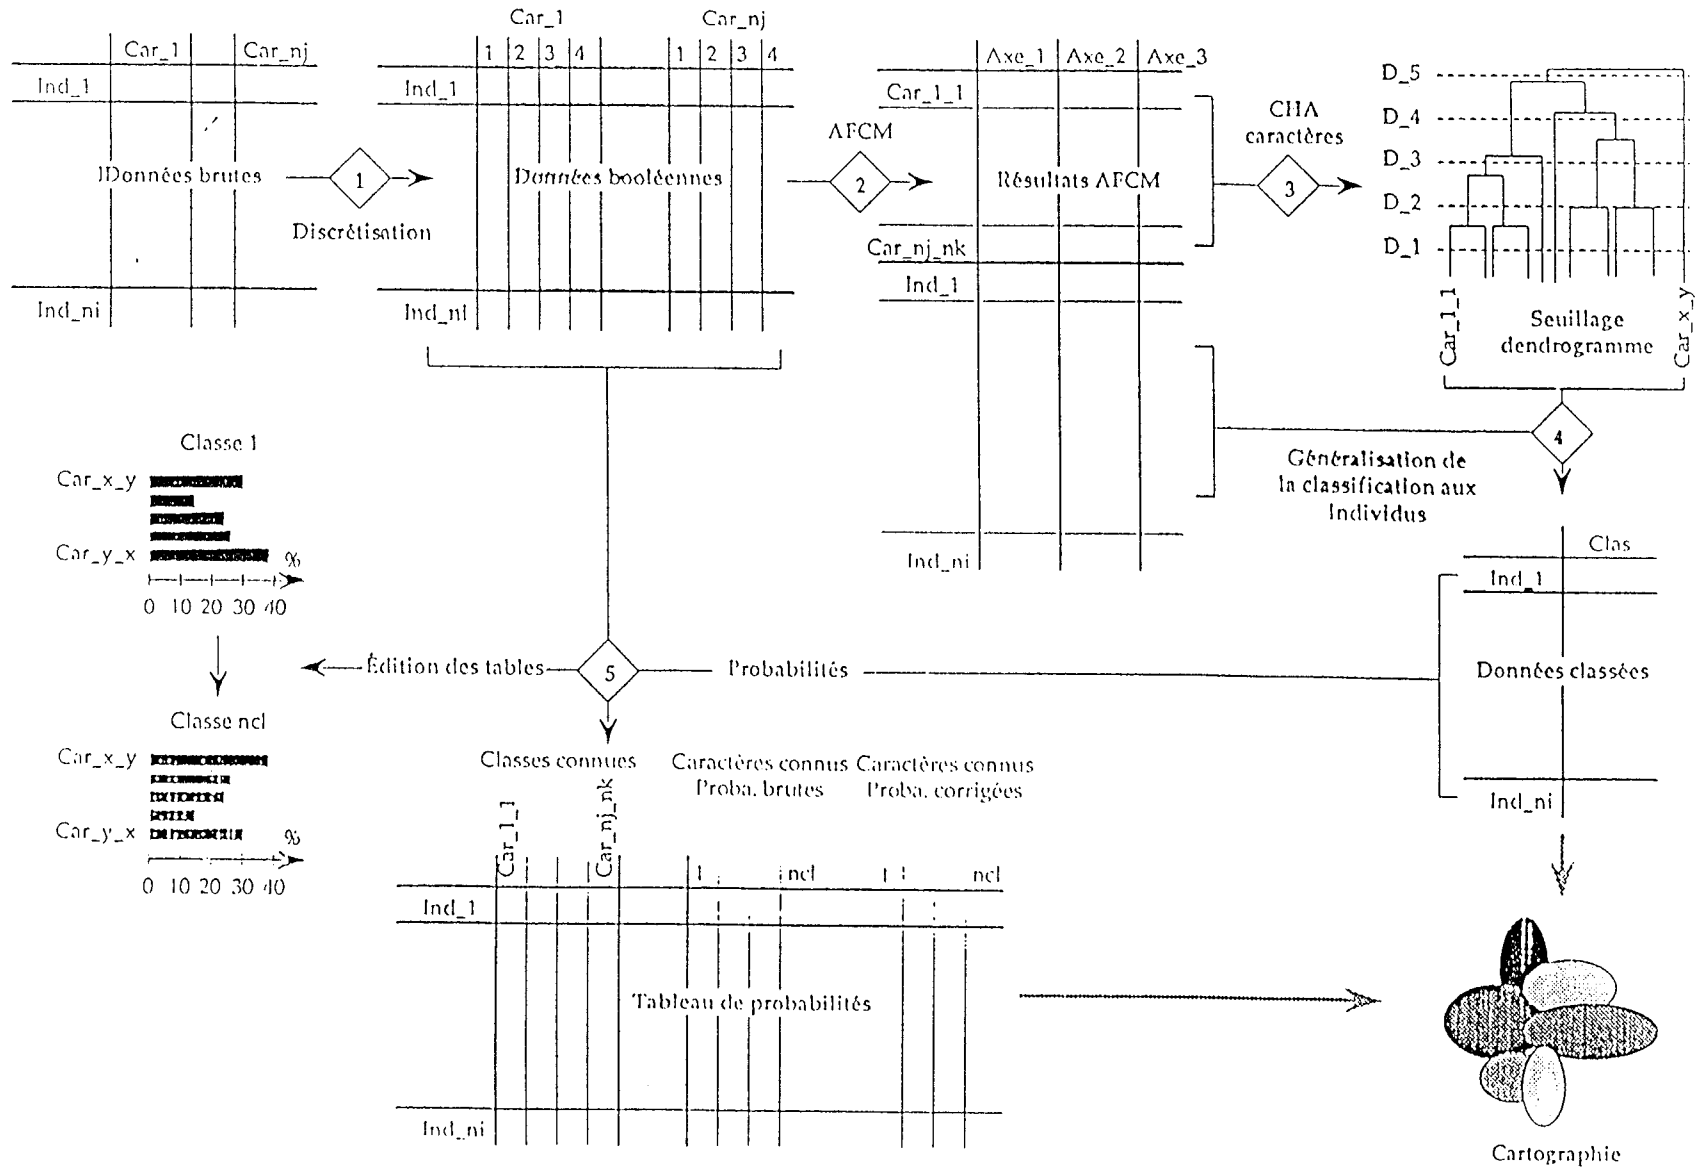 Car_1
Car_nj
Ind_1
Données brutes
Ind_ni
1
Discrétisation
Car_1
Car_nj
1 2 3 4
1 2 3 4
Ind_1
Données booléennes
Ind_ni
AFCM
2
Axe_1 Axe_2 Axe_3
Car_1_1
Résultats AFCM
Car_nj_nk
Ind_1
Ind_ni
CHA
caractères
3
D_5
D_4
D_3
D_2
D_1
Car_1_1
Seuillage
dendrogramme
Car_x_y
4
Généralisation de
la classification aux
Individus
Clas
Ind_1
Données classées
Ind_ni
Classe 1
Car_x_y
Car_y_x
%
0 10 20 30 40
Édition des tables
5
Probabilités
Classe ncl
Car_x_y
Car_y_x
%
0 10 20 30 40
Classes connues
Caractères connus
Proba. brutes
Caractères connus
Proba. corrigées
Car_1_1
Car_nj_nk
1
ncl
1
ncl
Ind_1
Tableau de probabilités
Ind_ni
Cartographie